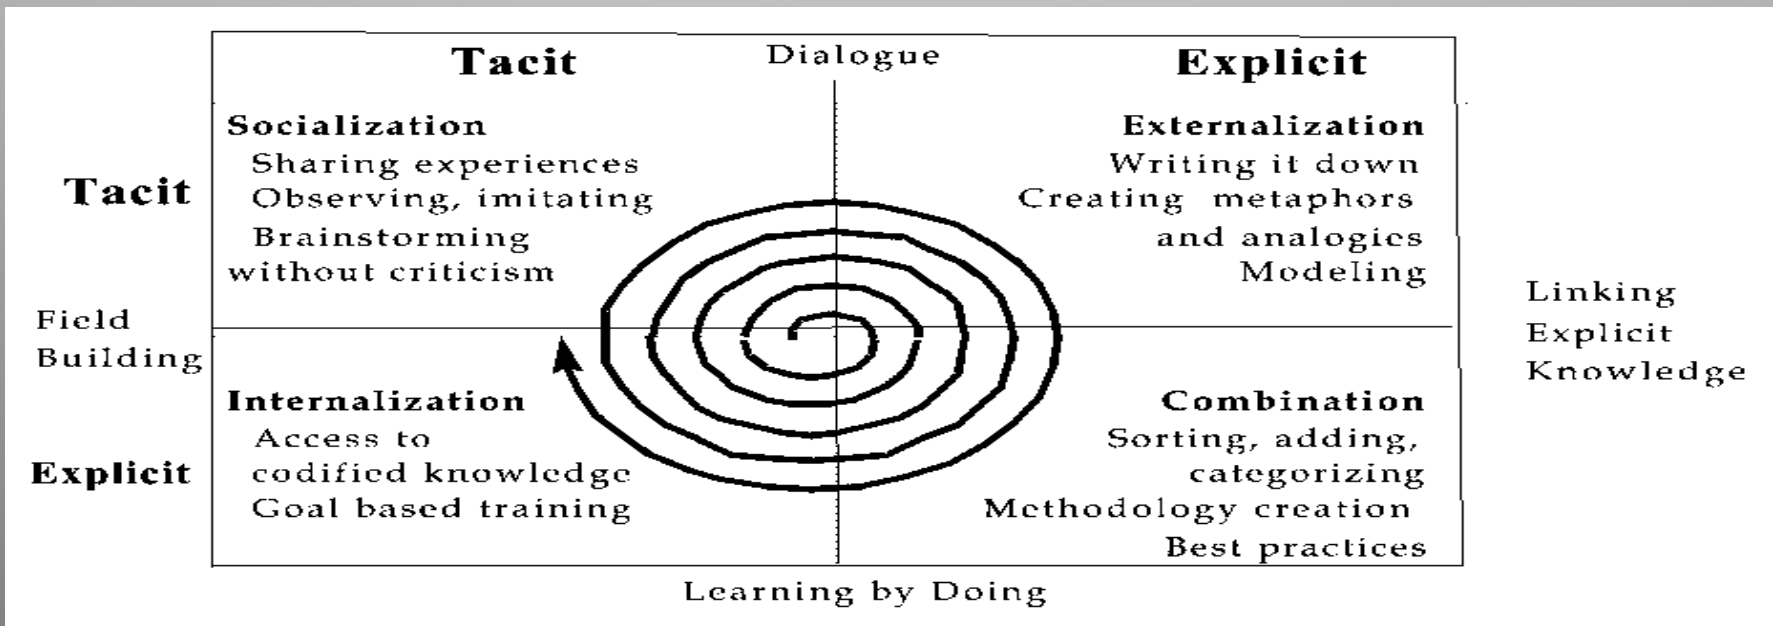 Tacit
Dialogue
Explicit
Tacit
Socialization
Sharing experiences
Observing, imitating
Brainstorming
without criticism
Externalization
Writing it down
Creating metaphors
and analogies
Modeling
Field
Building
Linking
Explicit
Knowledge
Explicit
Internalization
Access to
codified knowledge
Goal based training
Combination
Sorting, adding,
categorizing
Methodology creation
Best practices
Learning by Doing